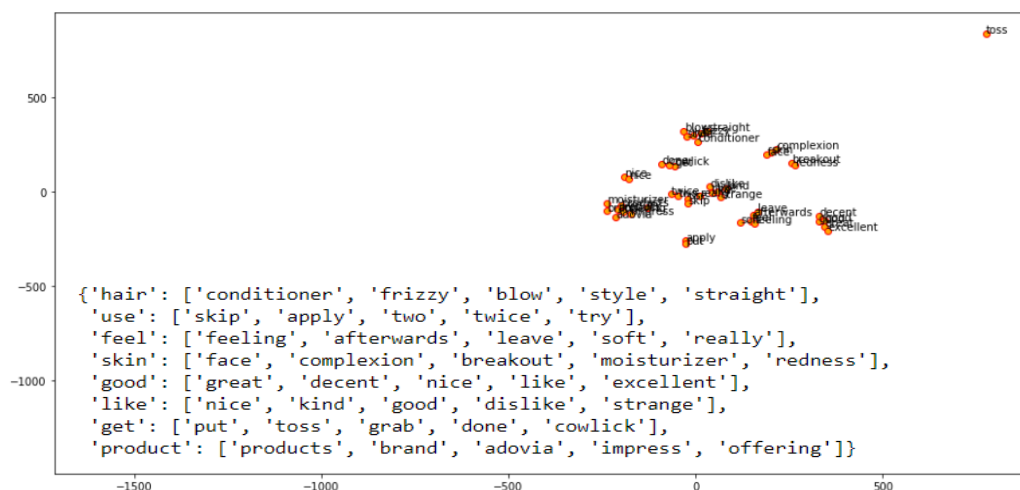 toss
500
blow straight
conditioner
complexion
face
breakout
redness
done
nice
dislike
twice
strange
skip
0
moisturizer
adovia
leave
afterwards
feeling
decent
great
excellent
apply
put
−500
{'hair': ['conditioner', 'frizzy', 'blow', 'style', 'straight'],
'use': ['skip', 'apply', 'two', 'twice', 'try'],
'feel': ['feeling', 'afterwards', 'leave', 'soft', 'really'],
'skin': ['face', 'complexion', 'breakout', 'moisturizer', 'redness'],
−1000
'good': ['great', 'decent', 'nice', 'like', 'excellent'],
'like': ['nice', 'kind', 'good', 'dislike', 'strange'],
'get': ['put', 'toss', 'grab', 'done', 'cowlick'],
'product': ['products', 'brand', 'adovia', 'impress', 'offering']}
−1500 −1000 −500 0 500